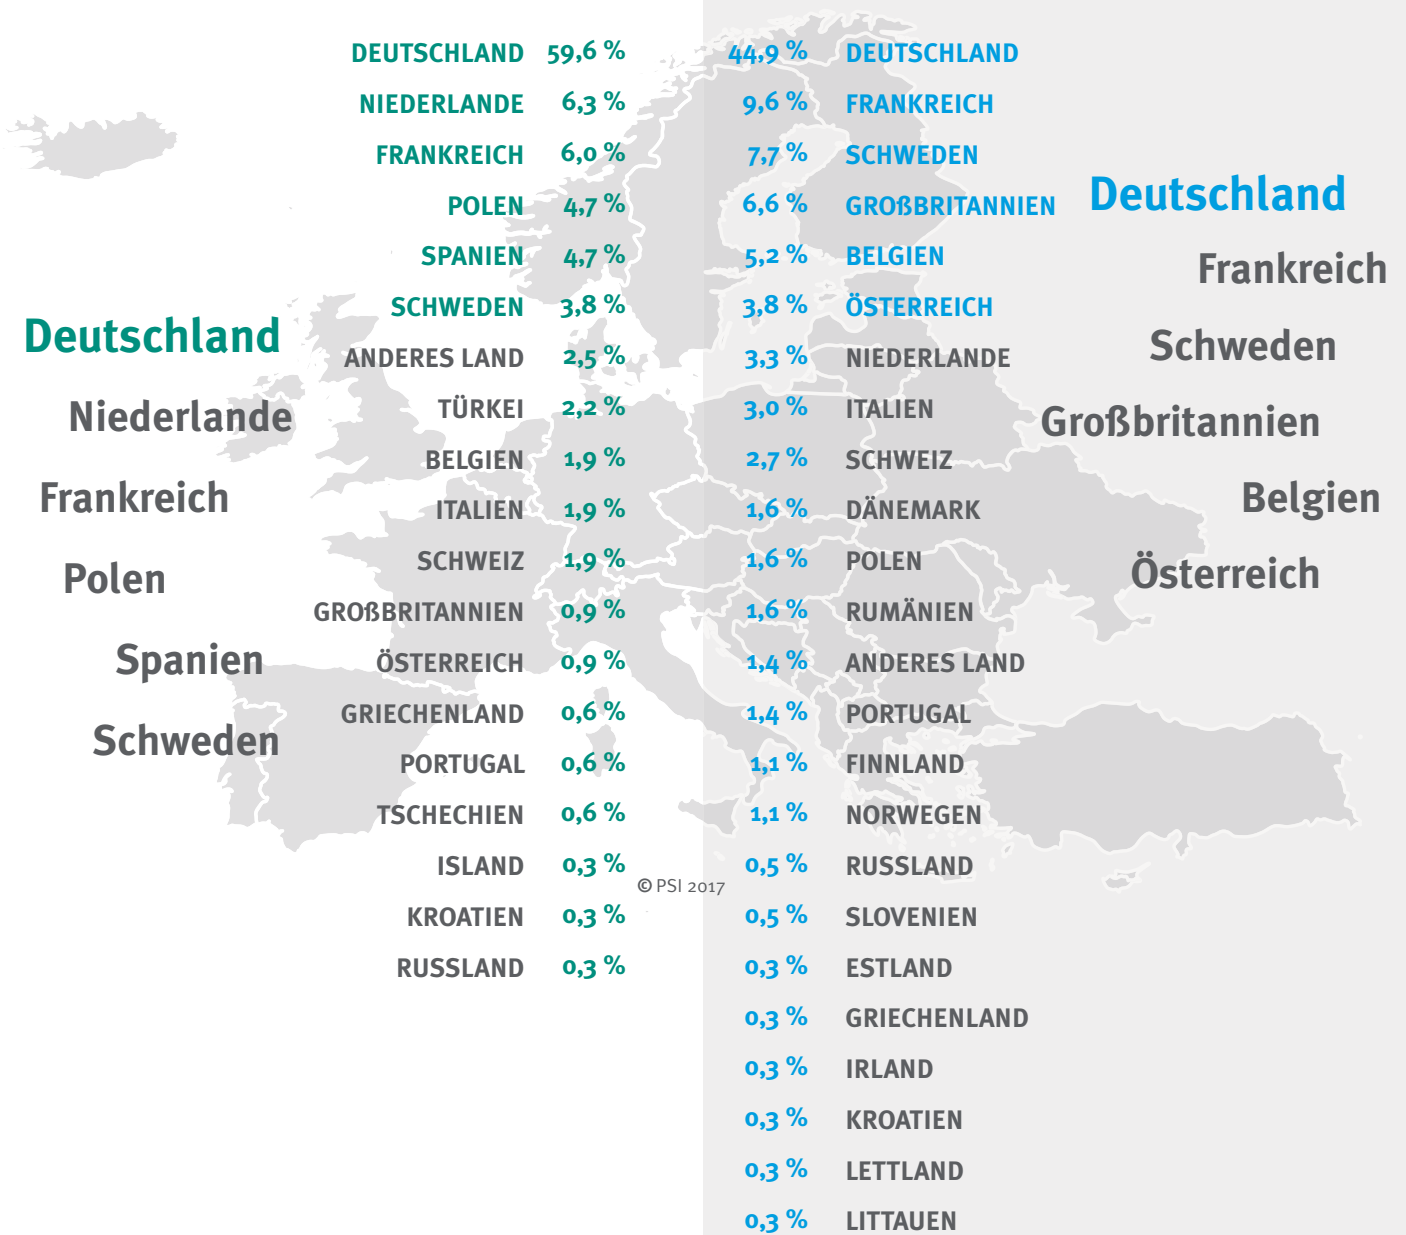 DEUTSCHLAND 59,6 %
NIEDERLANDE 6,3 %
FRANKREICH 6,0 %
POLEN 4,7 %
SPANIEN 4,7 %
SCHWEDEN 3,8 %
ANDERES LAND 2,5 %
TÜRKEI 2,2 %
BELGIEN 1,9 %
ITALIEN 1,9 %
SCHWEIZ 1,9 %
GROßBRITANNIEN 0,9 %
ÖSTERREICH 0,9 %
GRIECHENLAND 0,6 %
PORTUGAL 0,6 %
TSCHECHIEN 0,6 %
ISLAND 0,3 %
KROATIEN 0,3 %
RUSSLAND 0,3 %
Deutschland
Niederlande
Frankreich
Polen
Spanien
Schweden
© PSI 2017
44,9 % DEUTSCHLAND
9,6 % FRANKREICH
7,7 % SCHWEDEN
6,6 % GROßBRITANNIEN
5,2 % BELGIEN
3,8 % ÖSTERREICH
3,3 % NIEDERLANDE
3,0 % ITALIEN
2,7 % SCHWEIZ
1,6 % DÄNEMARK
1,6 % POLEN
1,6 % RUMÄNIEN
1,4 % ANDERES LAND
1,4 % PORTUGAL
1,1 % FINNLAND
1,1 % NORWEGEN
0,5 % RUSSLAND
0,5 % SLOVENIEN
0,3 % ESTLAND
0,3 % GRIECHENLAND
0,3 % IRLAND
0,3 % KROATIEN
0,3 % LETTLAND
0,3 % LITTAUEN
Deutschland
Frankreich
Schweden
Großbritannien
Belgien
Österreich